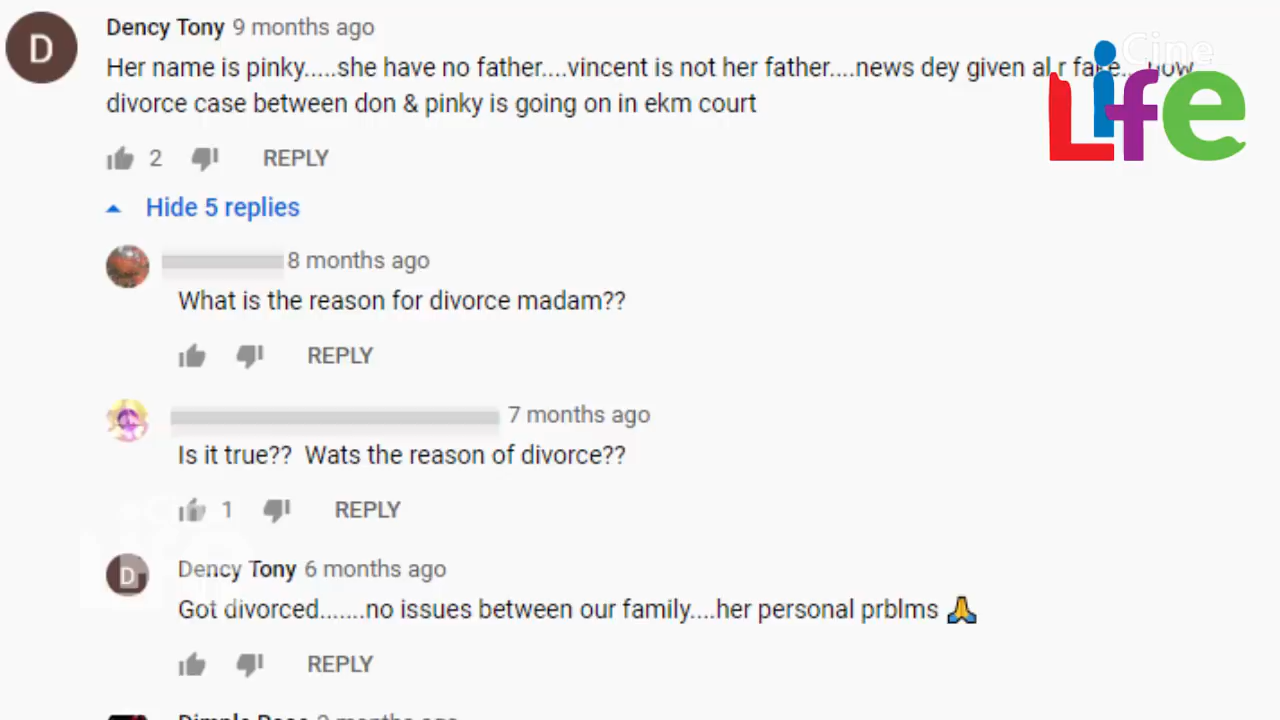 D
Dency Tony 9 months ago
Cine
Life
Her name is pinky.....she have no father....vincent is not her father....news dey given al r fake... now
divorce case between don & pinky is going on in ekm court
2 REPLY
Hide 5 replies
8 months ago
What is the reason for divorce madam??
REPLY
7 months ago
Is it true?? Wats the reason of divorce??
1 REPLY
D
Dency Tony 6 months ago
Got divorced.......no issues between our family....her personal prblms 🙏
REPLY